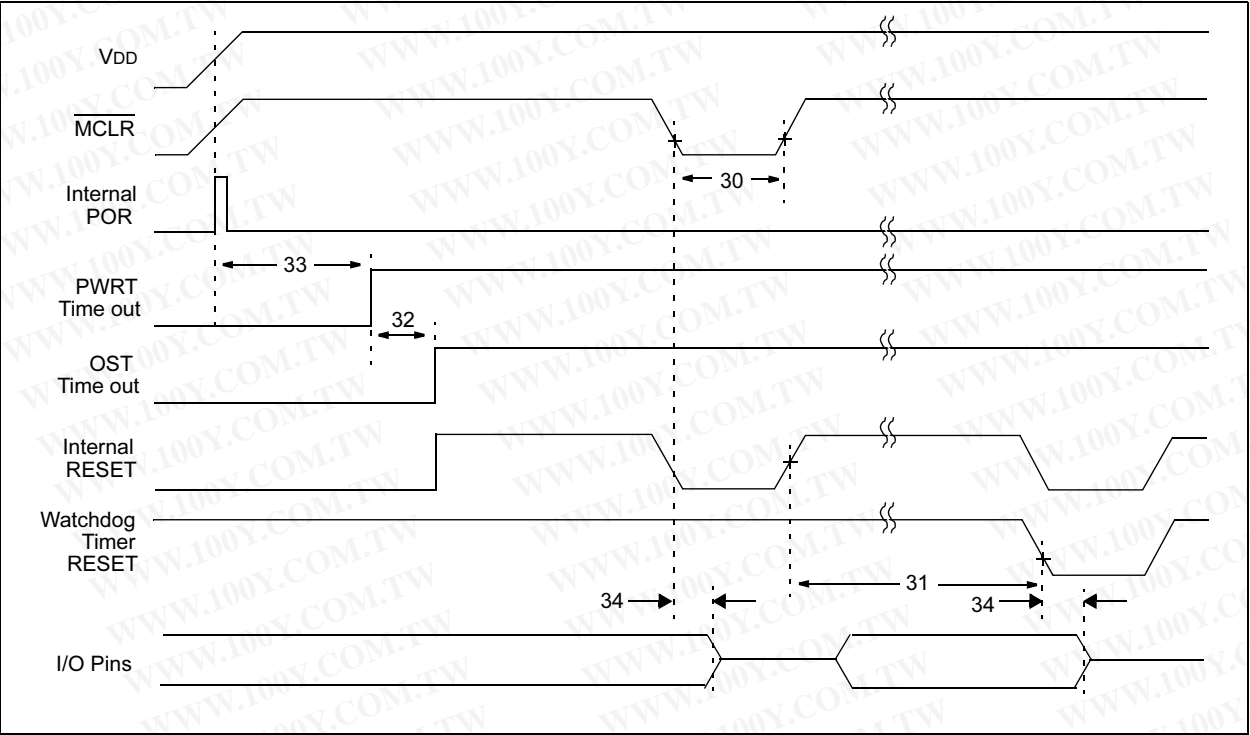 VDD
MCLR
Internal
POR
PWRT
Time out
OST
Time out
Internal
RESET
Watchdog
Timer
RESET
I/O Pins
30
33
32
31
34
34
WWW.100Y.COM.TW